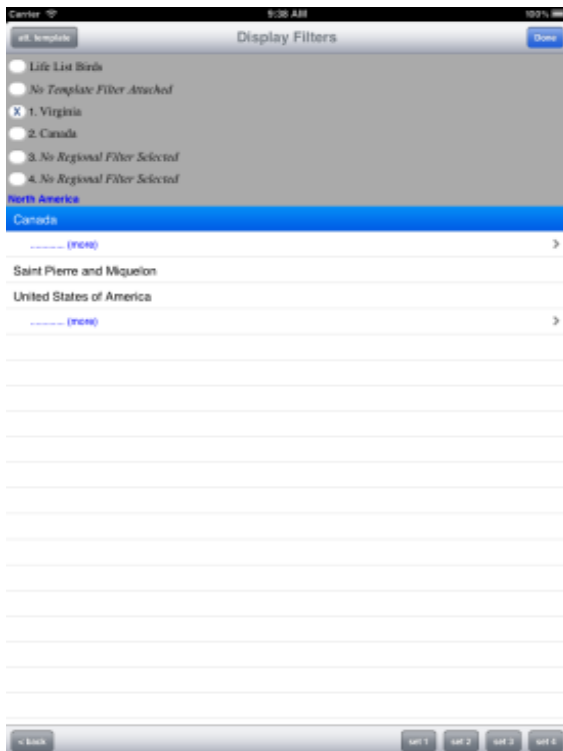 Carrier 9:38 AM 100%
att. template Display Filters Done
Life List Birds
No Template Filter Attached
X 1. Virginia
2. Canada
3. No Regional Filter Selected
4. No Regional Filter Selected
North America
Canada
............ (more)
Saint Pierre and Miquelon
United States of America
............ (more)
< back set 1 set 2 set 3 set 4